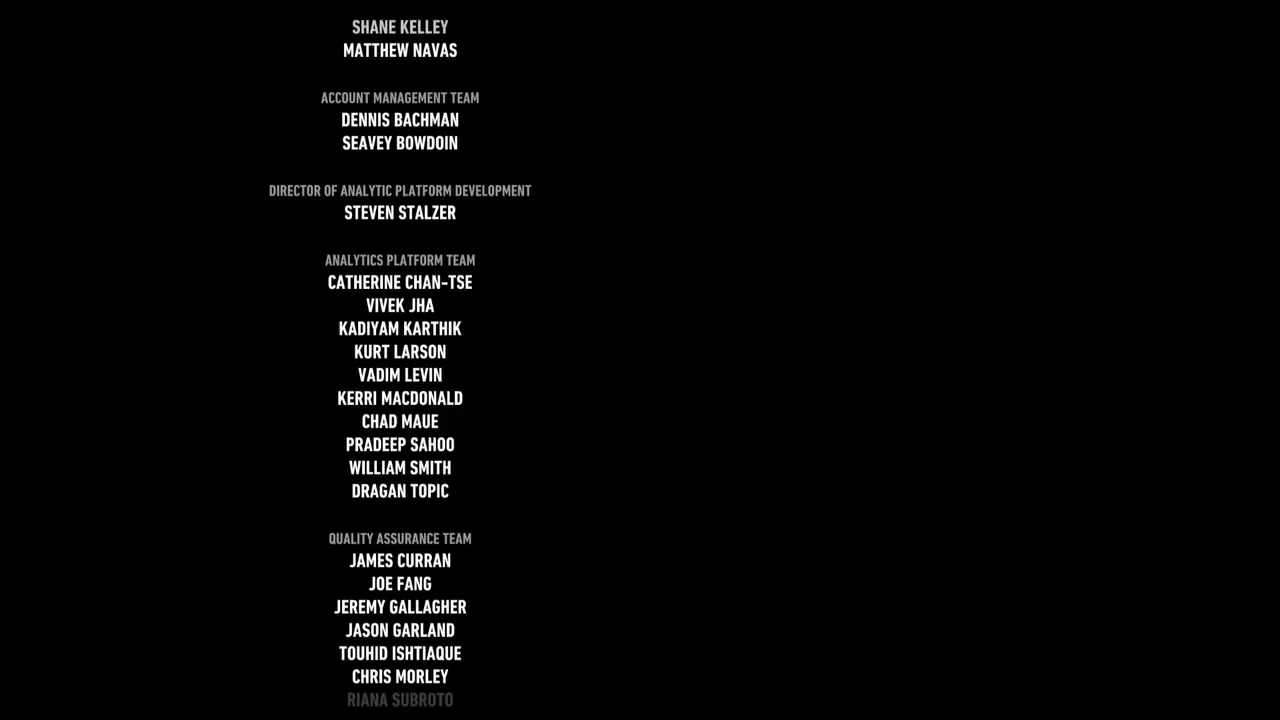 SHANE KELLEY
MATTHEW NAVAS
ACCOUNT MANAGEMENT TEAM
DENNIS BACHMAN
SEAVEY BOWDOIN
DIRECTOR OF ANALYTIC PLATFORM DEVELOPMENT
STEVEN STALZER
ANALYTICS PLATFORM TEAM
CATHERINE CHAN-TSE
VIVEK JHA
KADIYAM KARTHIK
KURT LARSON
VADIM LEVIN
KERRI MACDONALD
CHAD MAUE
PRADEEP SAHOO
WILLIAM SMITH
DRAGAN TOPIC
QUALITY ASSURANCE TEAM
JAMES CURRAN
JOE FANG
JEREMY GALLAGHER
JASON GARLAND
TOUHID ISHTIAQUE
CHRIS MORLEY
RIANA SUBROTO